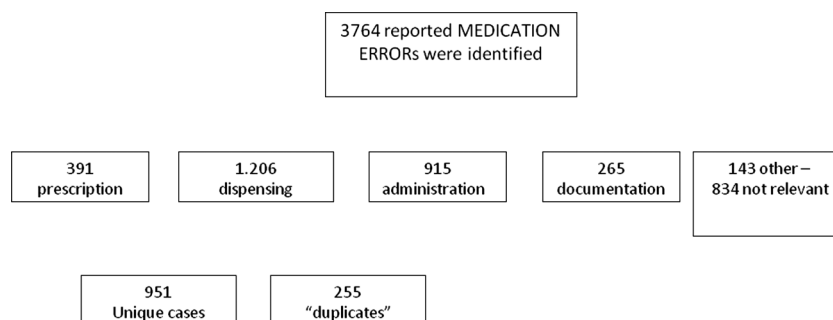 3764 reported MEDICATION
ERRORs were identified
391
prescription
1.206
dispensing
915
administration
265
documentation
143 other –
834 not relevant
951
Unique cases
255
“duplicates”